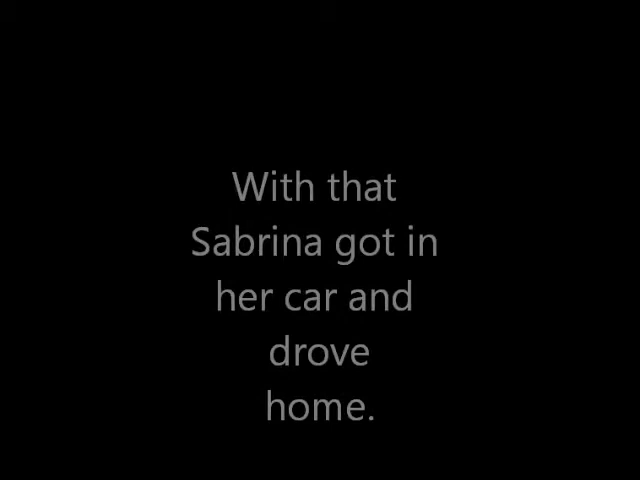 With that
Sabrina got in
her car and
drove
home.